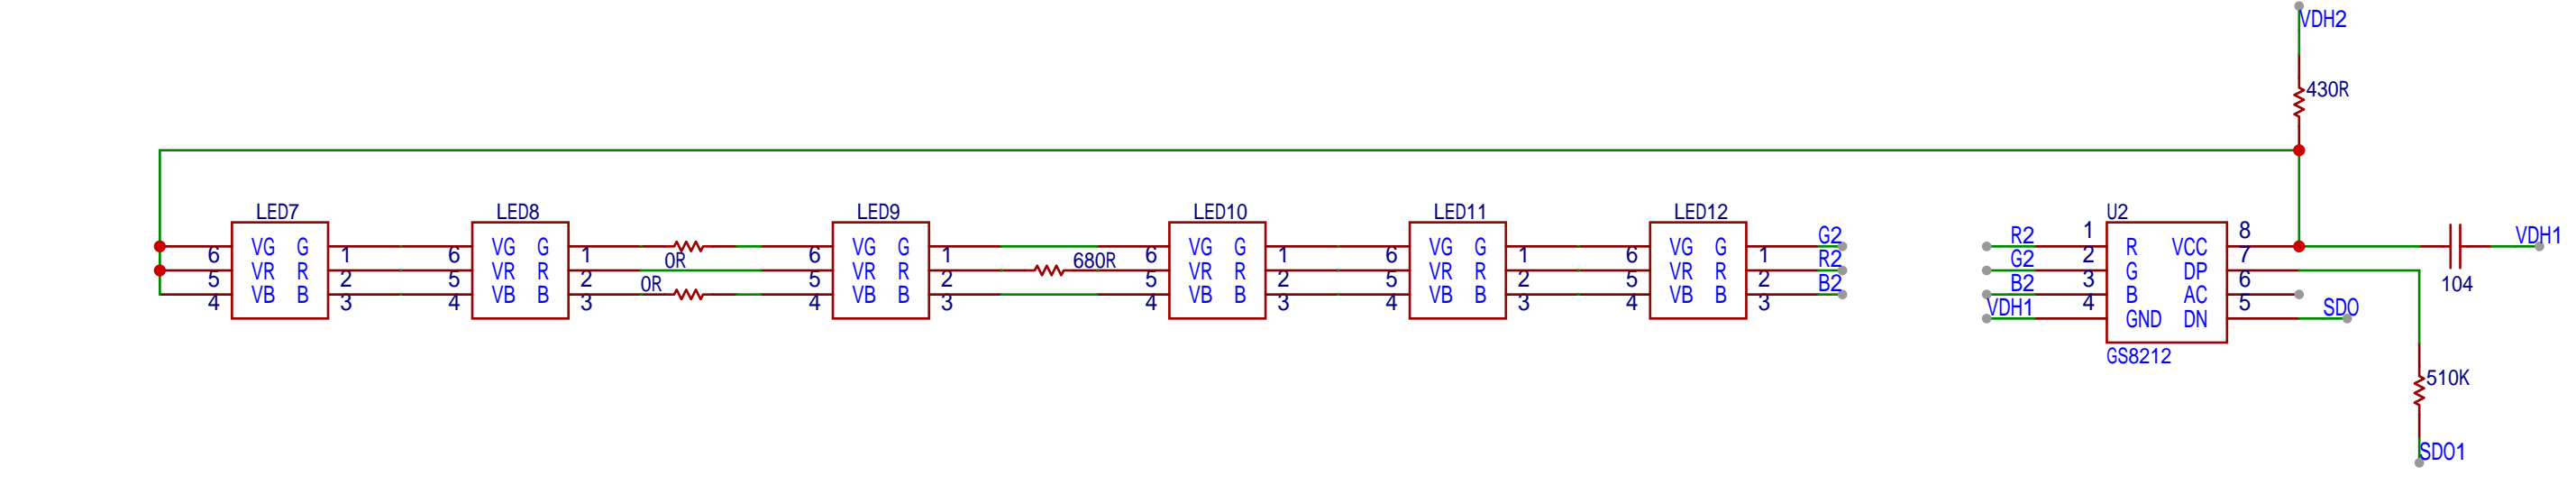 VDH2
430R
LED7
6 VG G 1
5 VR R 2
4 VB B 3
LED8
6 VG G 1
5 VR R 2
4 VB B 3
0R
0R
LED9
6 VG G 1
5 VR R 2
4 VB B 3
680R
LED10
6 VG G 1
5 VR R 2
4 VB B 3
LED11
6 VG G 1
5 VR R 2
4 VB B 3
LED12
6 VG G 1
5 VR R 2
4 VB B 3
G2
R2
B2
U2
R2 1 R VCC 8
G2 2 G DP 7
B2 3 B AC 6
VDH1 4 GND DN 5
GS8212
SDO
VDH1
104
510K
SDO1